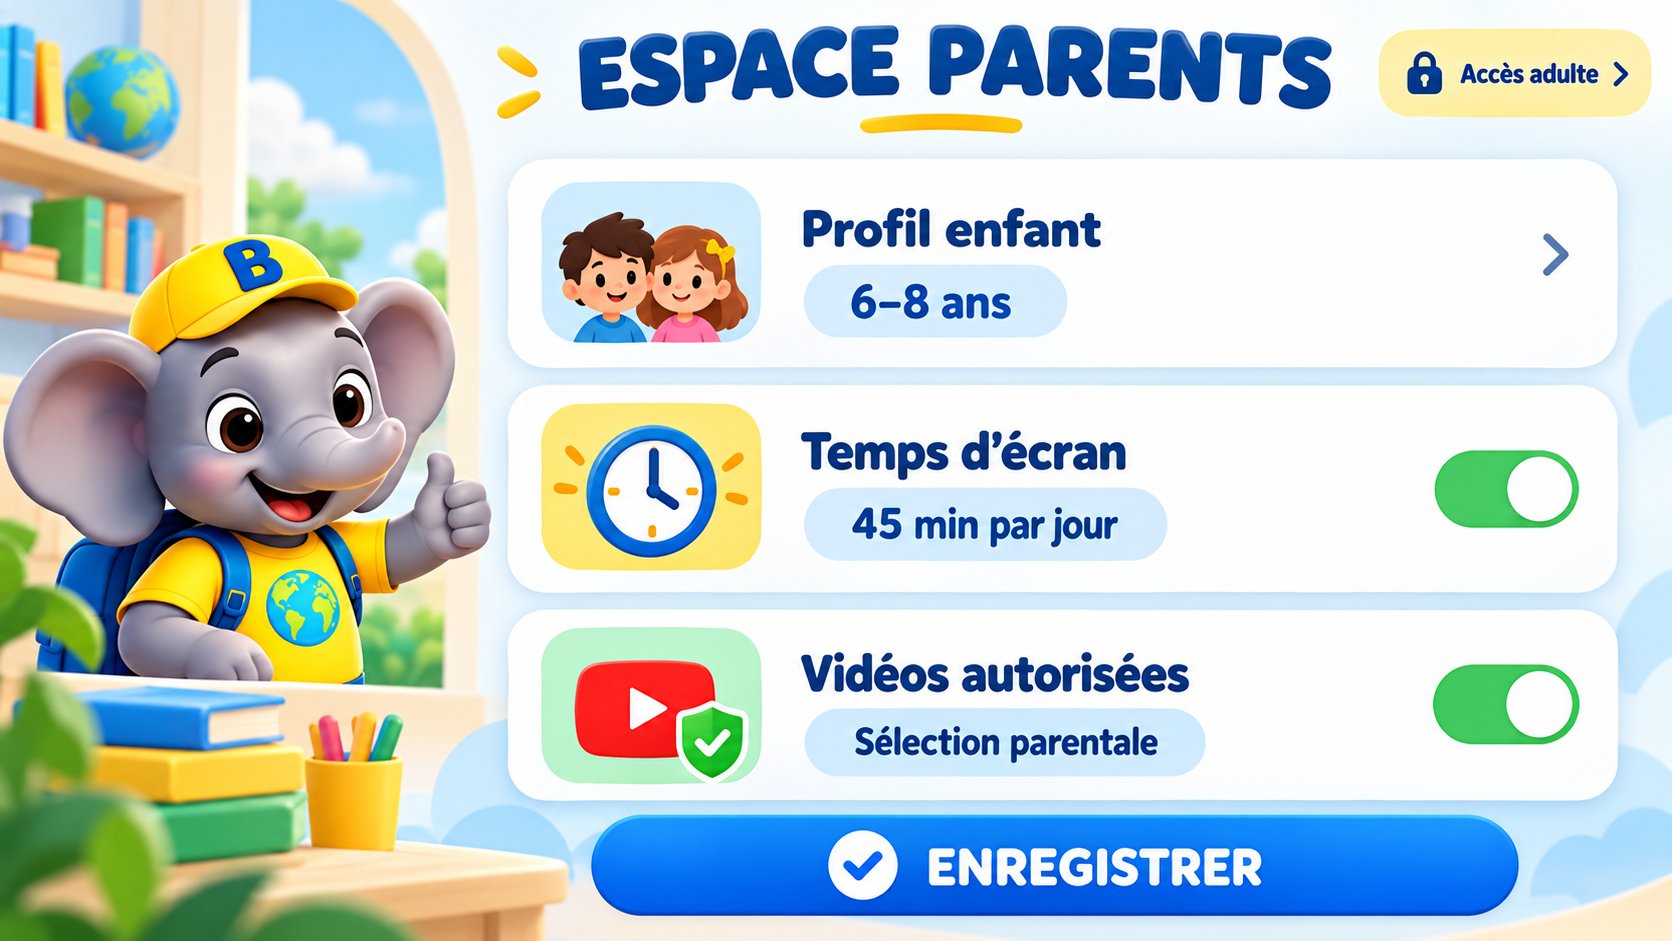 ESPACE PARENTS
Accès adulte
B
Profil enfant
6–8 ans
Temps d’écran
45 min par jour
Vidéos autorisées
Sélection parentale
ENREGISTRER